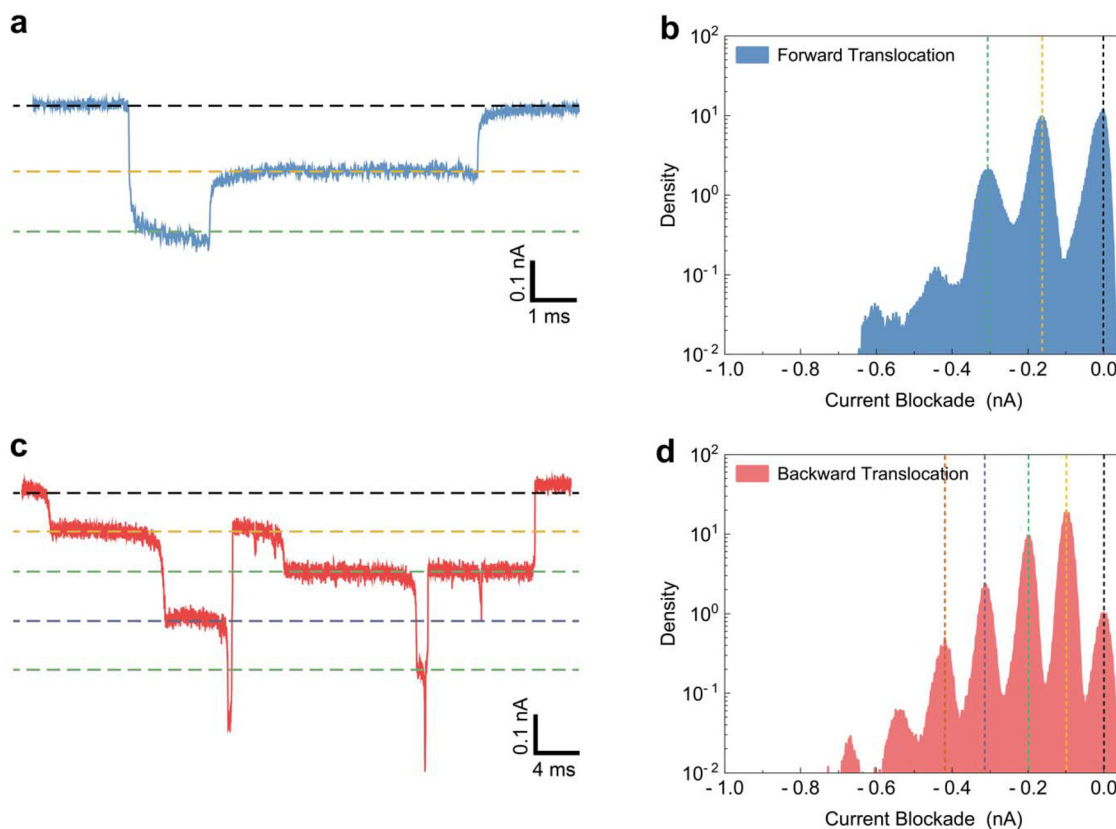 a
0.1 nA
1 ms
b
Forward Translocation
Density
10²
10¹
10⁰
10⁻¹
10⁻²
- 1.0 - 0.8 - 0.6 - 0.4 - 0.2 0.0
Current Blockade (nA)
c
0.1 nA
4 ms
d
Backward Translocation
Density
10²
10¹
10⁰
10⁻¹
10⁻²
- 1.0 - 0.8 - 0.6 - 0.4 - 0.2 0.0
Current Blockade (nA)